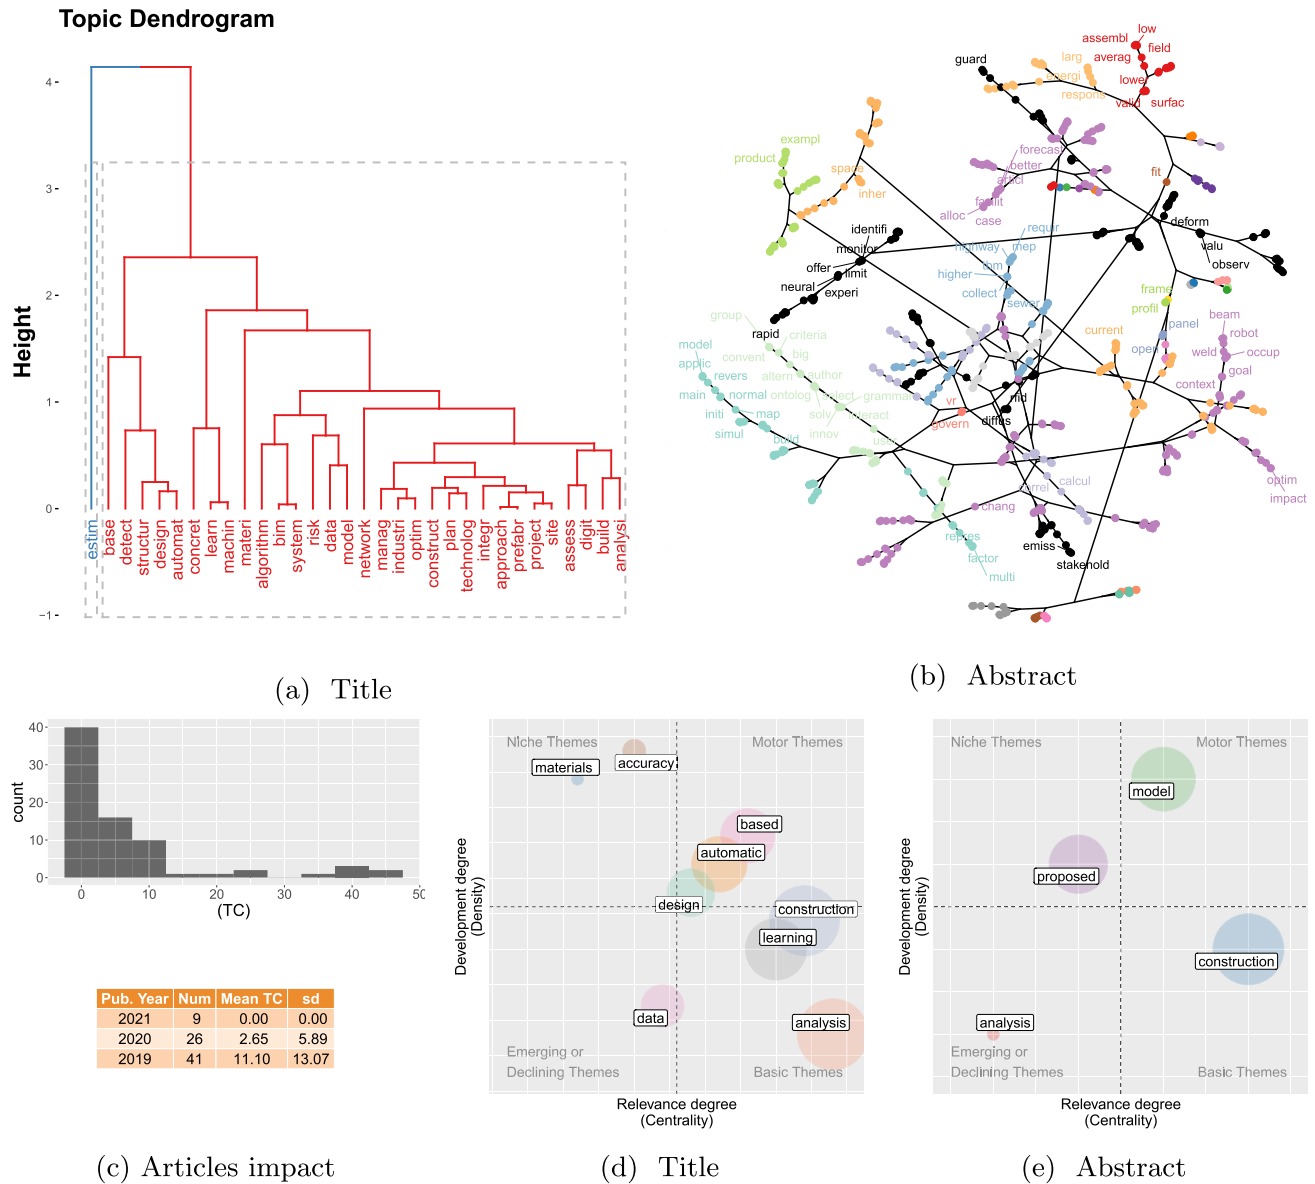 Topic Dendrogram
Height
4
3
2
1
0
−1
estim
base
detect
structur
design
automat
concret
learn
machin
materi
algorithm
bim
system
risk
data
model
network
manag
industri
optim
construct
plan
technolog
integr
approach
prefabr
project
site
assess
digit
build
analysi
(a) Title
low
assembl
field
averag
lower
valid
surfac
larg
energi
respons
guard
exampl
product
space
inher
forecast
better
articl
facilit
alloc
case
fit
deform
valu
observ
identifi
monitor
offer
limit
neural
experi
rapid
requir
highway
mep
tbm
higher
collect
sewer
frame
profil
panel
open
current
beam
robot
weld
occup
goal
context
optim
impact
group
criteria
convent
big
altern
author
ontolog
select
grammar
solv
interact
innov
user
model
applic
revers
main
normal
initi
map
simul
build
vr
govern
rfid
diffus
correl
calcul
chang
repres
factor
multi
emiss
stakehold
(b) Abstract
count
40
30
20
10
0
0
10
20
30
40
50
(TC)
Pub. Year Num Mean TC sd
2021 9 0.00 0.00
2020 26 2.65 5.89
2019 41 11.10 13.07
(c) Articles impact
Development degree
(Density)
Niche Themes
Motor Themes
materials
accuracy
based
automatic
design
construction
learning
data
analysis
Emerging or
Declining Themes
Basic Themes
Relevance degree
(Centrality)
(d) Title
Development degree
(Density)
Niche Themes
Motor Themes
model
proposed
construction
analysis
Emerging or
Declining Themes
Basic Themes
Relevance degree
(Centrality)
(e) Abstract